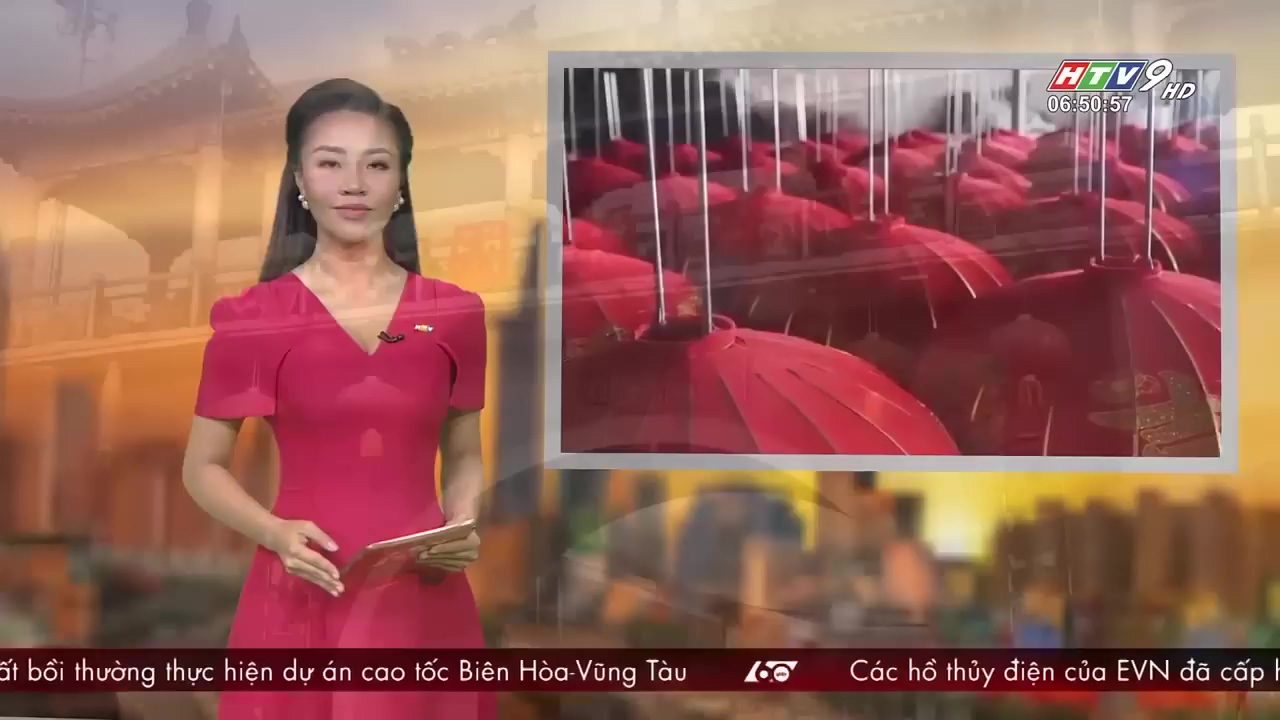 HTV9 HD
06:50:57
ất bồi thường thực hiện dự án cao tốc Biên Hòa-Vũng Tàu 60 Các hồ thủy điện của EVN đã cấp